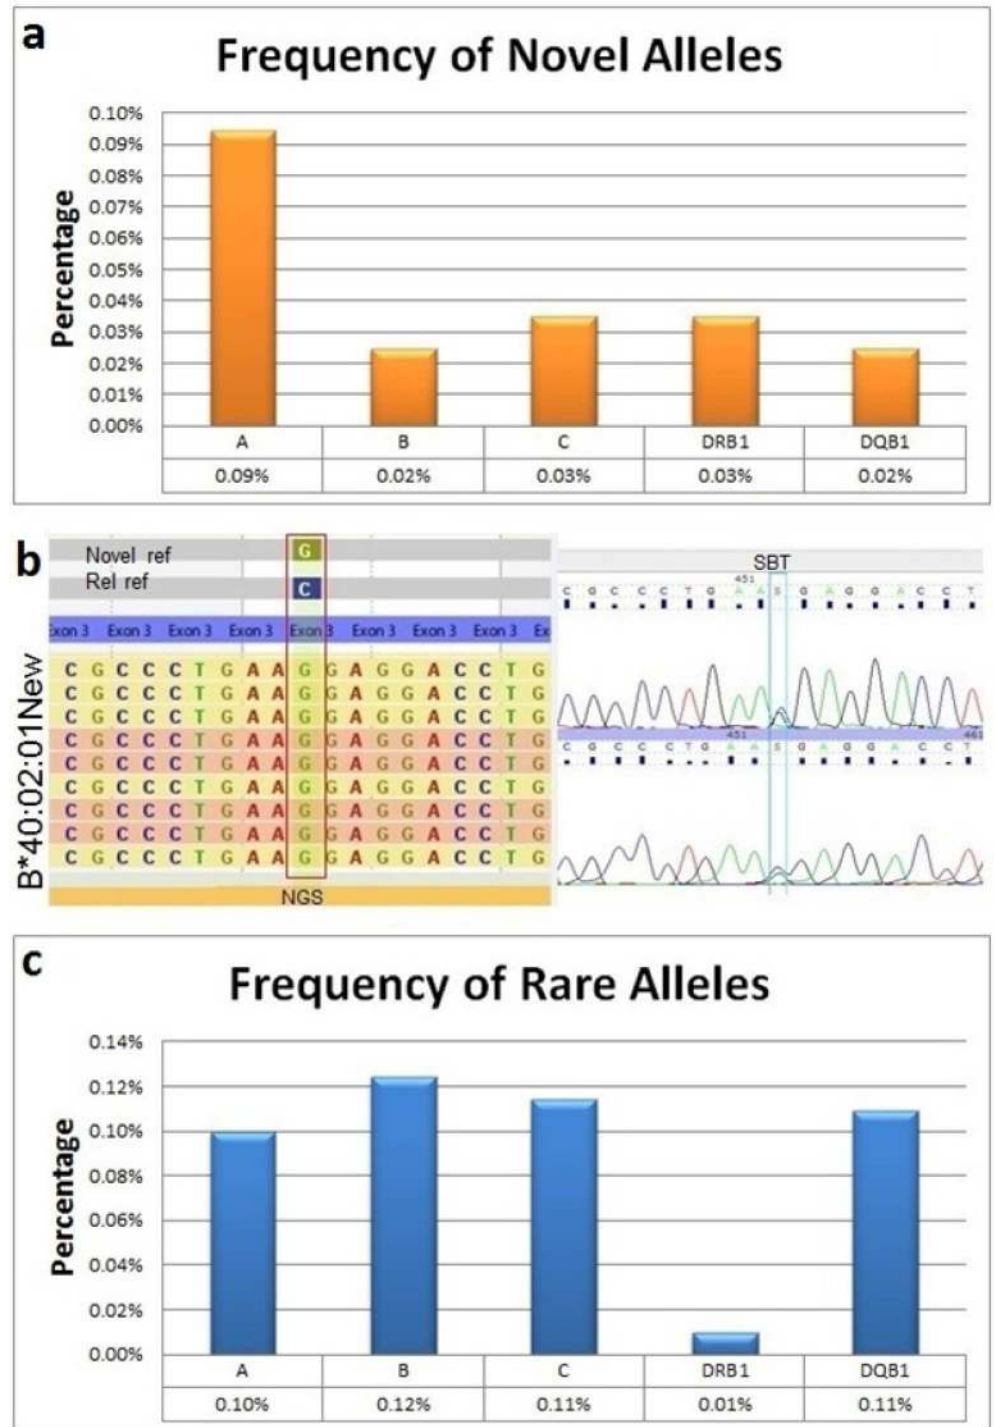 a
Frequency of Novel Alleles
Percentage
0.10%
0.09%
0.08%
0.07%
0.06%
0.05%
0.04%
0.03%
0.02%
0.01%
0.00%
A B C DRB1 DQB1
0.09% 0.02% 0.03% 0.03% 0.02%
b
Novel ref G
Rel ref C
Exon 3 Exon 3 Exon 3 Exon 3 Exon 3 Exon 3 Exon 3 Exon 3 Ex
B*40:02:01New
C G C C C T G A A G G A G G A C C T G
C G C C C T G A A G G A G G A C C T G
C G C C C T G A A G G A G G A C C T G
C G C C C T G A A G G A G G A C C T G
C G C C C T G A A G G A G G A C C T G
C G C C C T G A A G G A G G A C C T G
C G C C C T G A A G G A G G A C C T G
C G C C C T G A A G G A G G A C C T G
C G C C C T G A A G G A G G A C C T G
NGS
SBT
451
C G C C C T G A A S G A G G A C C T
451 461
C G C C C T G A A S G A G G A C C T
c
Frequency of Rare Alleles
Percentage
0.14%
0.12%
0.10%
0.08%
0.06%
0.04%
0.02%
0.00%
A B C DRB1 DQB1
0.10% 0.12% 0.11% 0.01% 0.11%